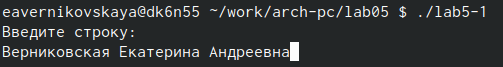 eavernikovskaya@dk6n55 ~/work/arch-pc/lab05 $ ./lab5-1
Введите строку:
Верниковская Екатерина Андреевна